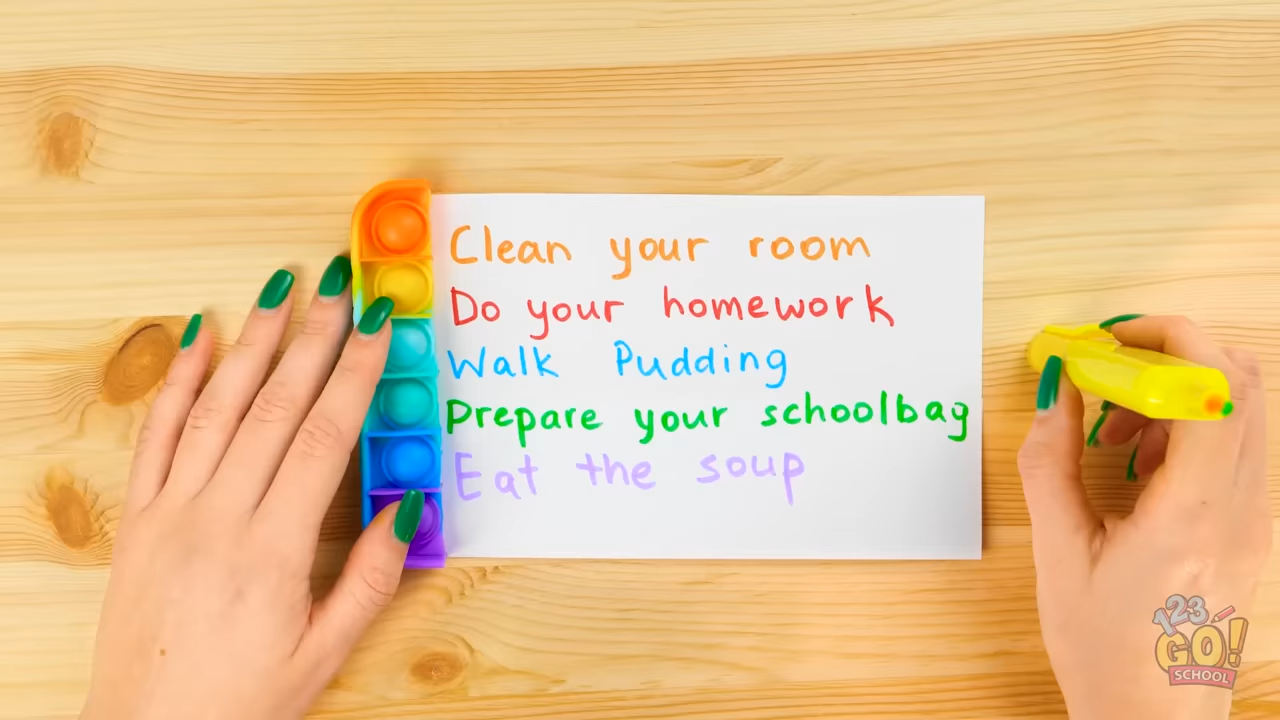 Clean your room
Do your homework
Walk Pudding
Prepare your schoolbag
Eat the soup
123
GO!
SCHOOL